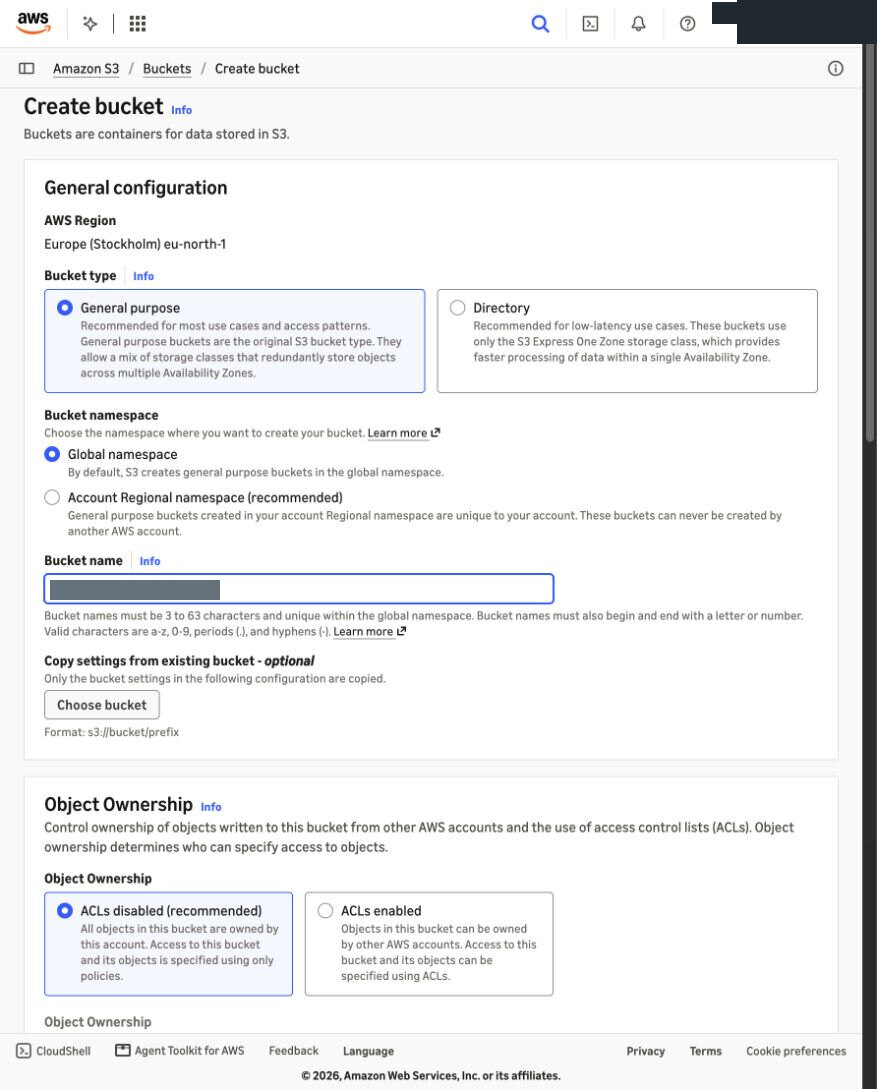 aws
Amazon S3 / Buckets / Create bucket
Create bucket Info
Buckets are containers for data stored in S3.
General configuration
AWS Region
Europe (Stockholm) eu-north-1
Bucket type Info
General purpose
Recommended for most use cases and access patterns.
General purpose buckets are the original S3 bucket type. They
allow a mix of storage classes that redundantly store objects
across multiple Availability Zones.
Directory
Recommended for low-latency use cases. These buckets use
only the S3 Express One Zone storage class, which provides
faster processing of data within a single Availability Zone.
Bucket namespace
Choose the namespace where you want to create your bucket. Learn more
Global namespace
By default, S3 creates general purpose buckets in the global namespace.
Account Regional namespace (recommended)
General purpose buckets created in your account Regional namespace are unique to your account. These buckets can never be created by
another AWS account.
Bucket name Info
Bucket names must be 3 to 63 characters and unique within the global namespace. Bucket names must also begin and end with a letter or number.
Valid characters are a-z, 0-9, periods (.), and hyphens (-). Learn more
Copy settings from existing bucket - optional
Only the bucket settings in the following configuration are copied.
Choose bucket
Format: s3://bucket/prefix
Object Ownership Info
Control ownership of objects written to this bucket from other AWS accounts and the use of access control lists (ACLs). Object
ownership determines who can specify access to objects.
Object Ownership
ACLs disabled (recommended)
All objects in this bucket are owned by
this account. Access to this bucket
and its objects is specified using only
policies.
ACLs enabled
Objects in this bucket can be owned
by other AWS accounts. Access to this
bucket and its objects can be
specified using ACLs.
Object Ownership
CloudShell Agent Toolkit for AWS Feedback Language Privacy Terms Cookie preferences
© 2026, Amazon Web Services, Inc. or its affiliates.